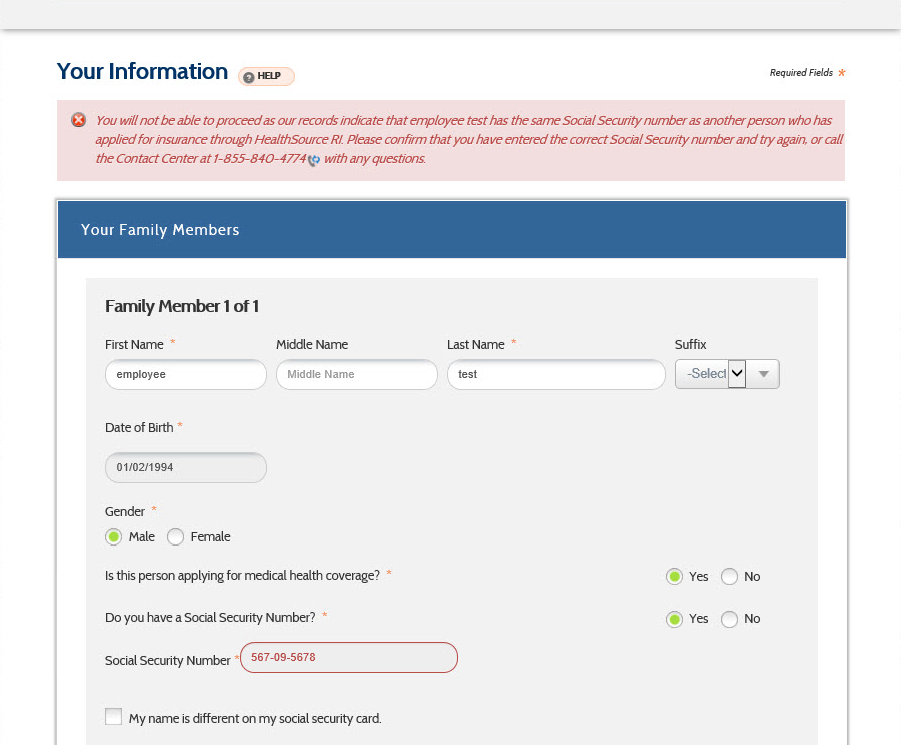 Your Information ? HELP
Required Fields *
You will not be able to proceed as our records indicate that employee test has the same Social Security number as another person who has
applied for insurance through HealthSource RI. Please confirm that you have entered the correct Social Security number and try again, or call
the Contact Center at 1-855-840-4774 with any questions.
Your Family Members
Family Member 1 of 1
First Name * Middle Name Last Name * Suffix
employee Middle Name test -Select
Date of Birth *
01/02/1994
Gender *
Male Female
Is this person applying for medical health coverage? * Yes No
Do you have a Social Security Number? * Yes No
Social Security Number * 567-09-5678
My name is different on my social security card.